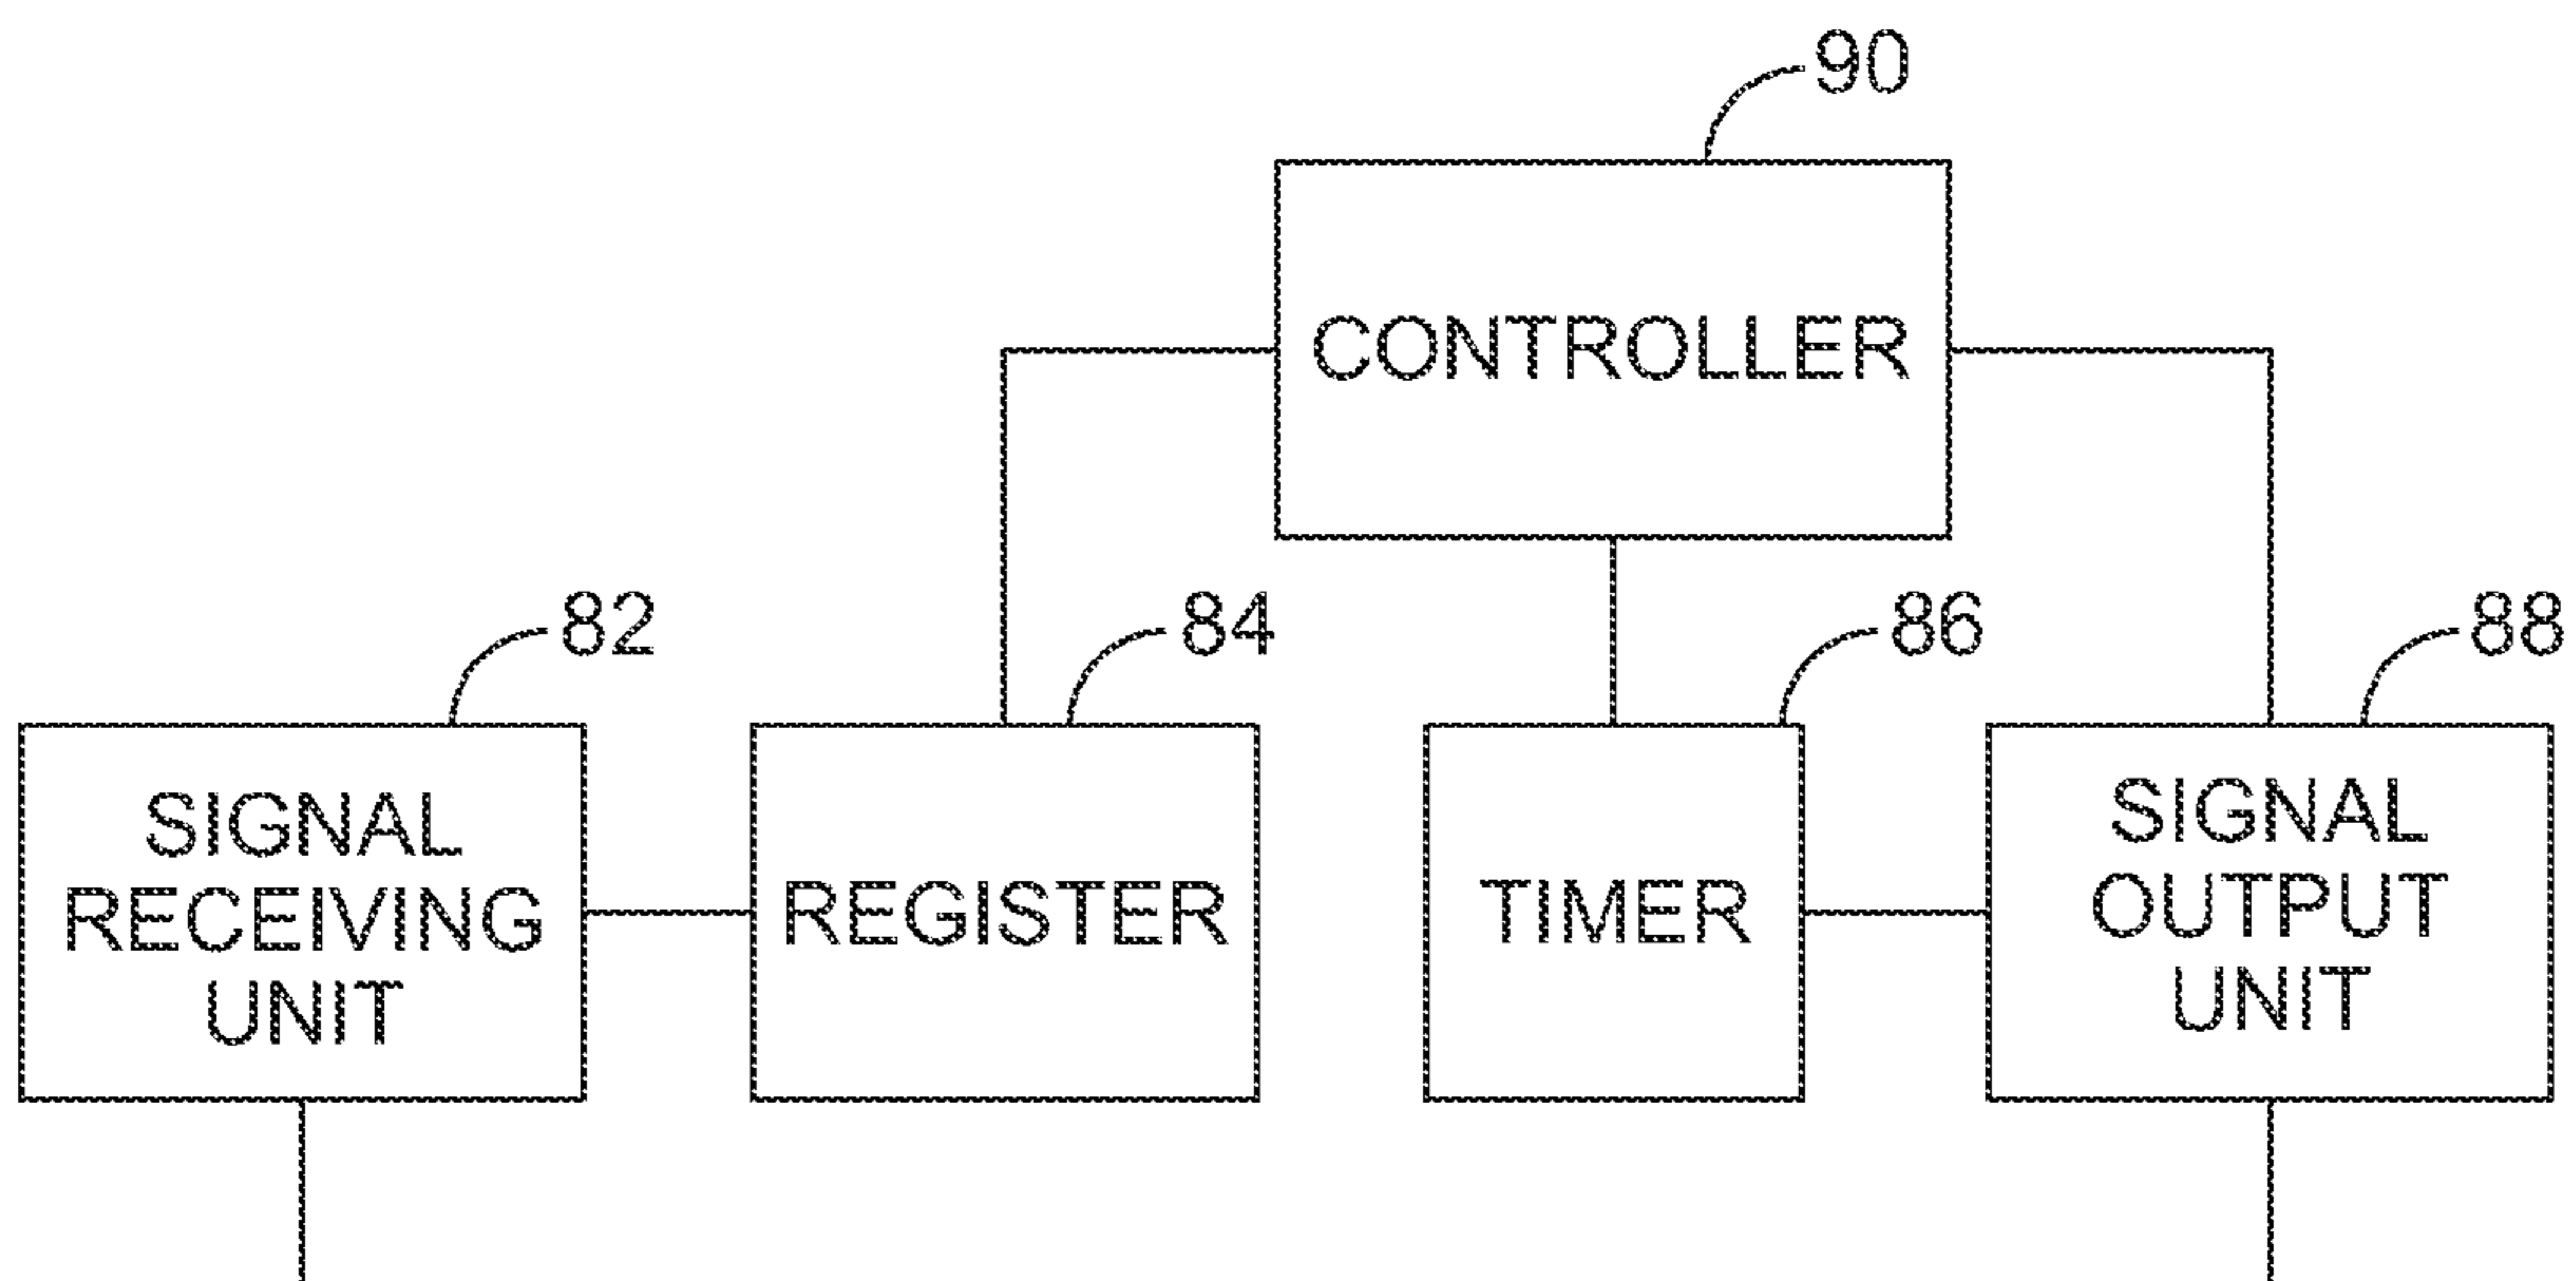 90
CONTROLLER
82
84
86
88
SIGNAL
RECEIVING
UNIT
REGISTER
TIMER
SIGNAL
OUTPUT
UNIT